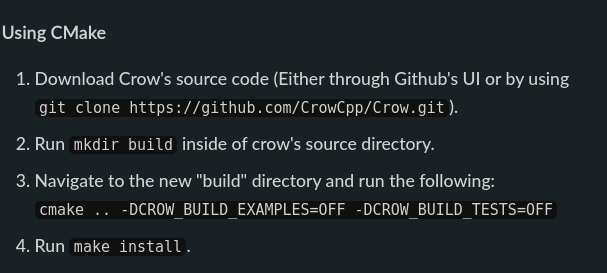 Using CMake
1. Download Crow's source code (Either through Github's UI or by using
git clone https://github.com/CrowCpp/Crow.git).
2. Run mkdir build inside of crow's source directory.
3. Navigate to the new "build" directory and run the following:
cmake .. -DCROW_BUILD_EXAMPLES=OFF -DCROW_BUILD_TESTS=OFF
4. Run make install.